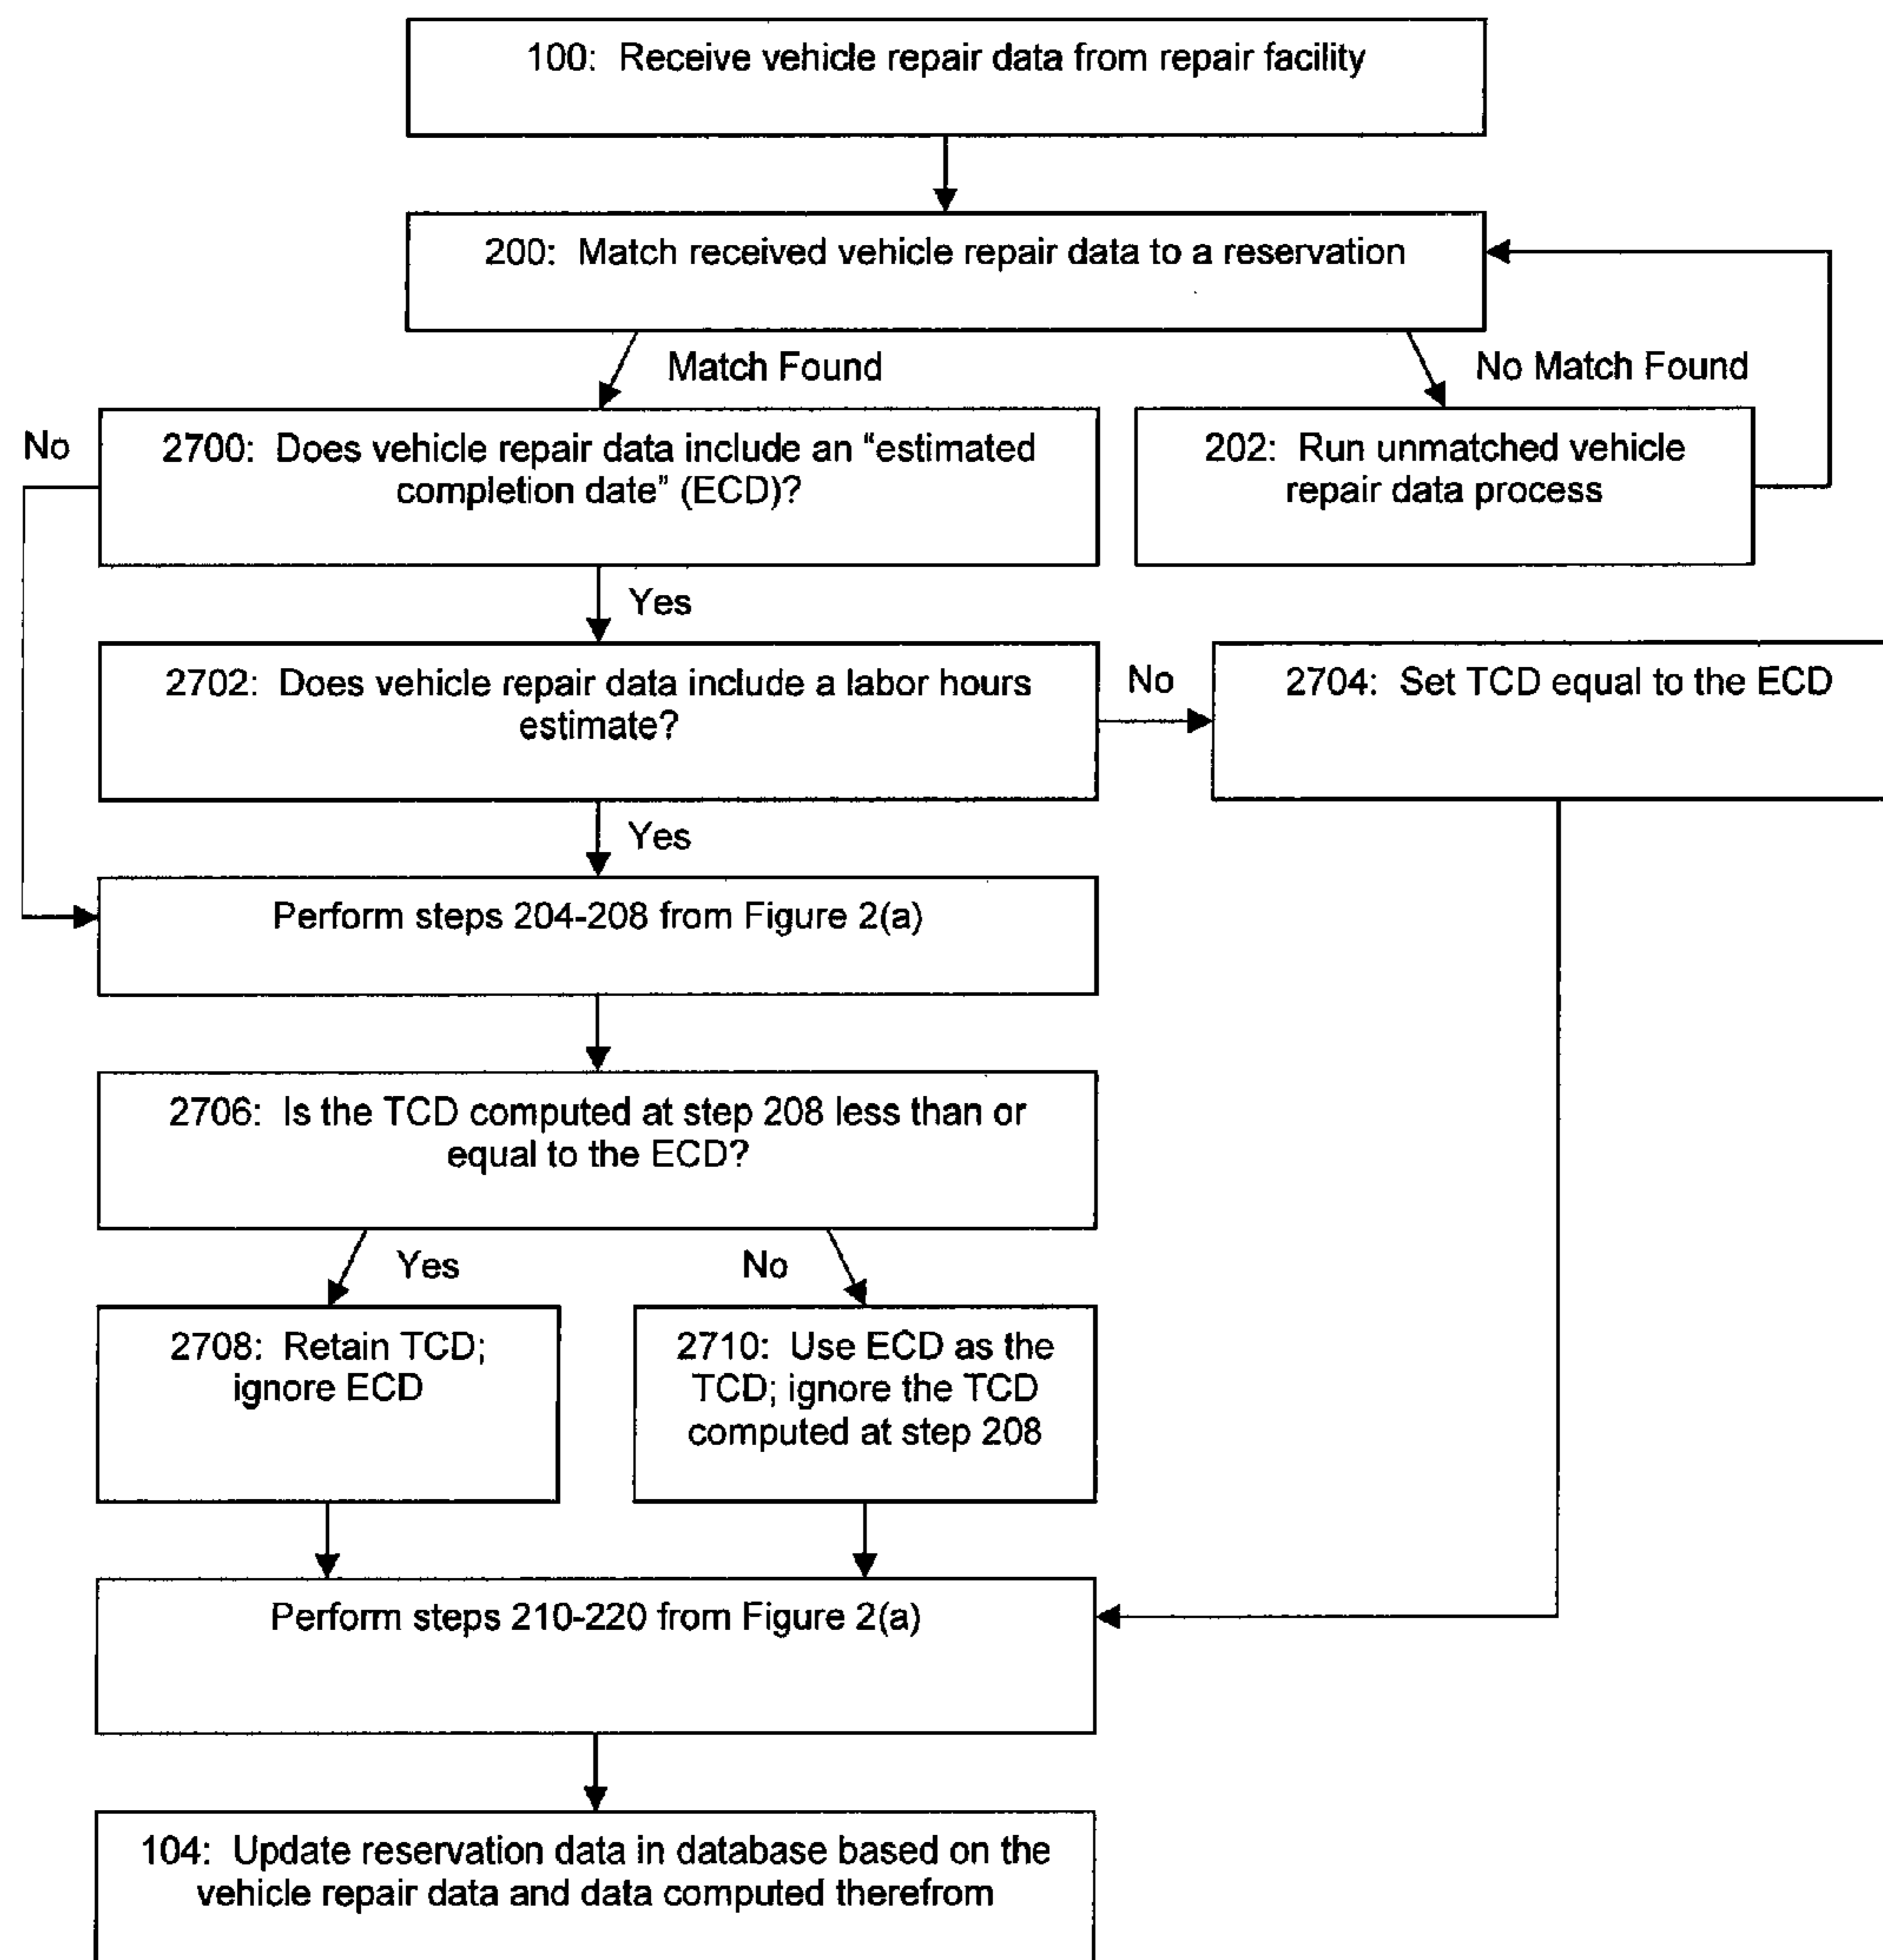 100: Receive vehicle repair data from repair facility
200: Match received vehicle repair data to a reservation
Match Found
No Match Found
No
2700: Does vehicle repair data include an “estimated
completion date” (ECD)?
202: Run unmatched vehicle
repair data process
Yes
2702: Does vehicle repair data include a labor hours
estimate?
No
2704: Set TCD equal to the ECD
Yes
Perform steps 204-208 from Figure 2(a)
2706: Is the TCD computed at step 208 less than or
equal to the ECD?
Yes
No
2708: Retain TCD;
ignore ECD
2710: Use ECD as the
TCD; ignore the TCD
computed at step 208
Perform steps 210-220 from Figure 2(a)
104: Update reservation data in database based on the
vehicle repair data and data computed therefrom